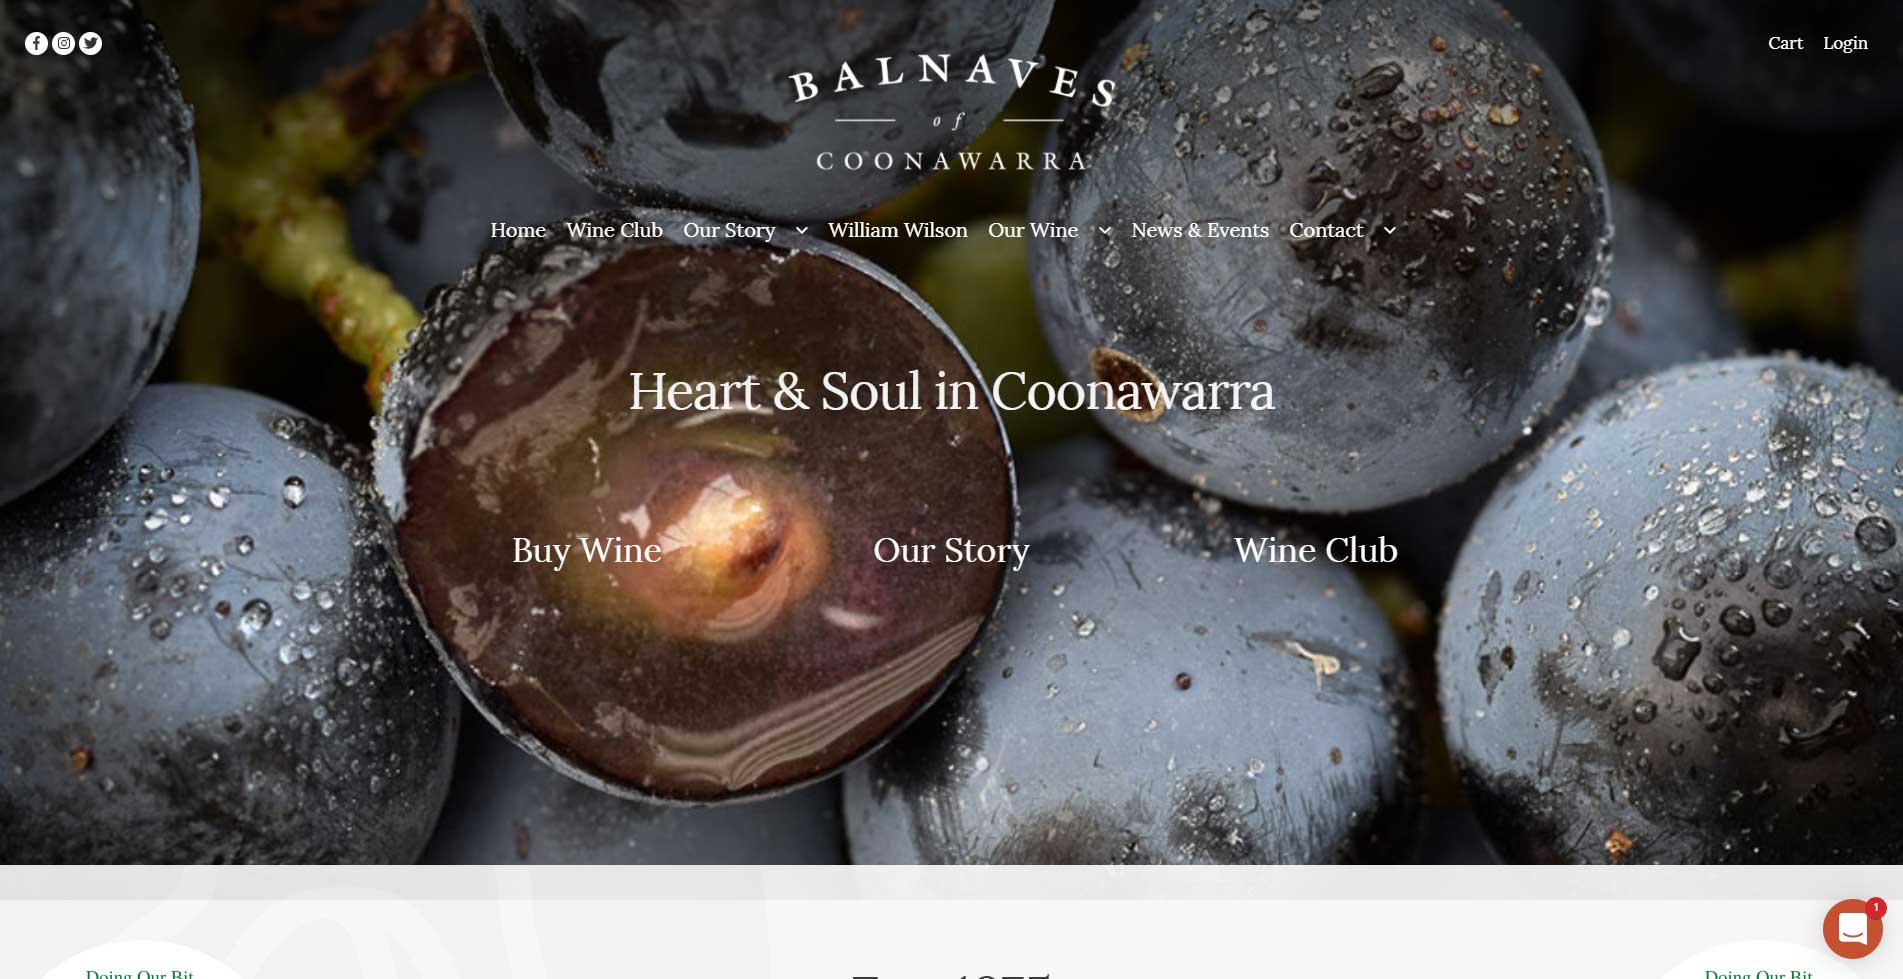 Cart Login
BALNAVES
of
COONAWARRA
Home Wine Club Our Story William Wilson Our Wine News & Events Contact
Heart & Soul in Coonawarra
Buy Wine Our Story Wine Club
1
Doing Our Bit
Doing Our Bit